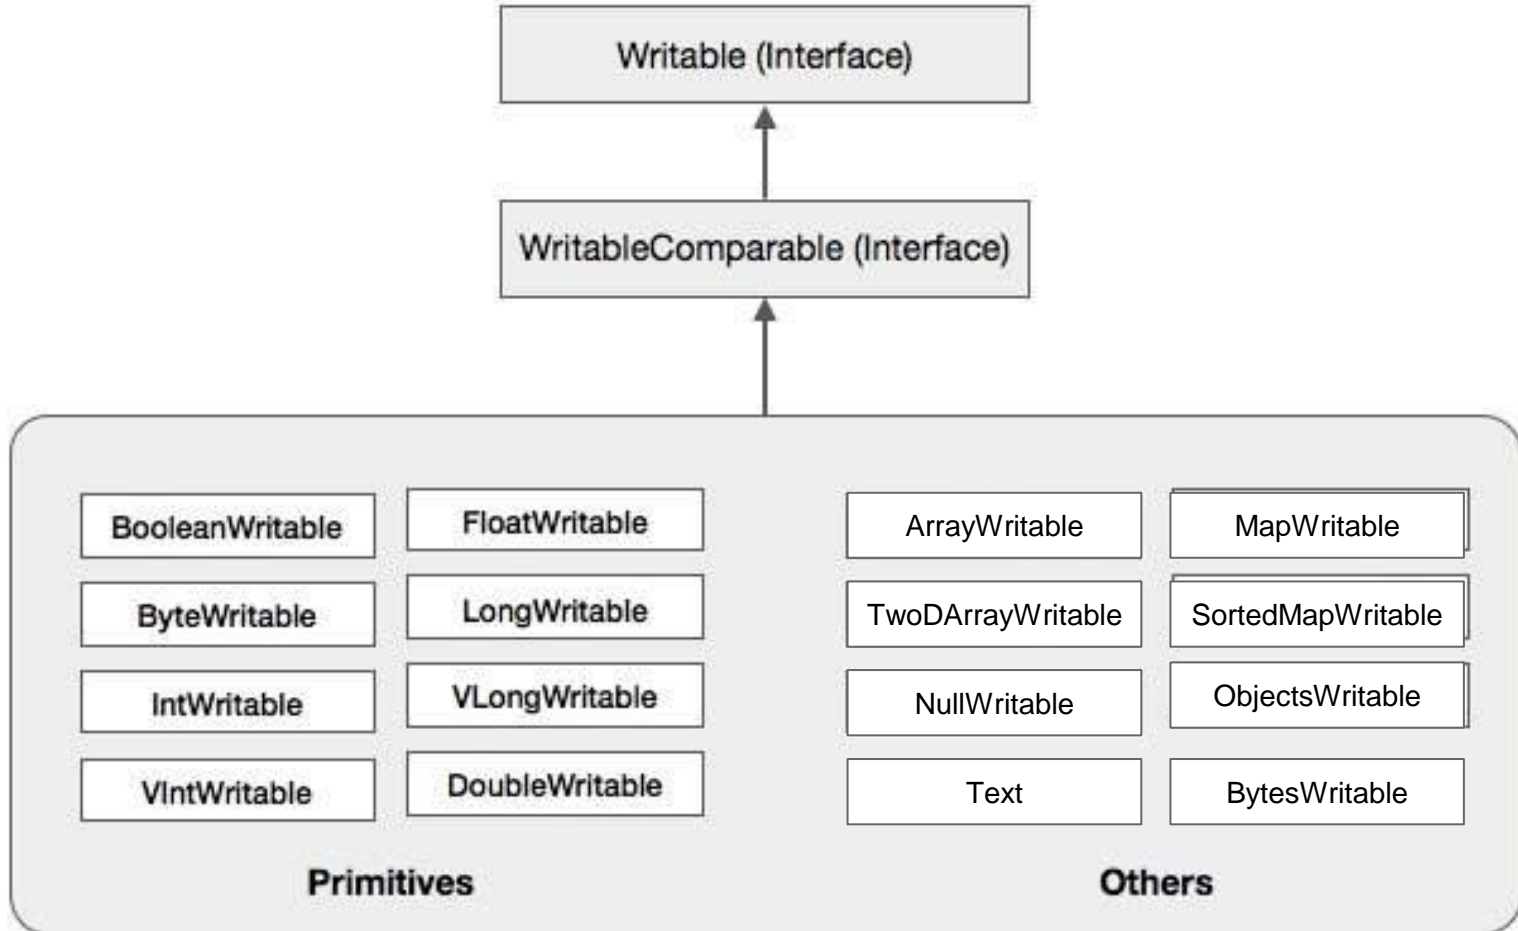 Writable (Interface)
WritableComparable (Interface)
BooleanWritable
FloatWritable
ByteWritable
LongWritable
IntWritable
VLongWritable
VIntWritable
DoubleWritable
Primitives
ArrayWritable
MapWritable
TwoDArrayWritable
SortedMapWritable
NullWritable
ObjectsWritable
Text
BytesWritable
Others